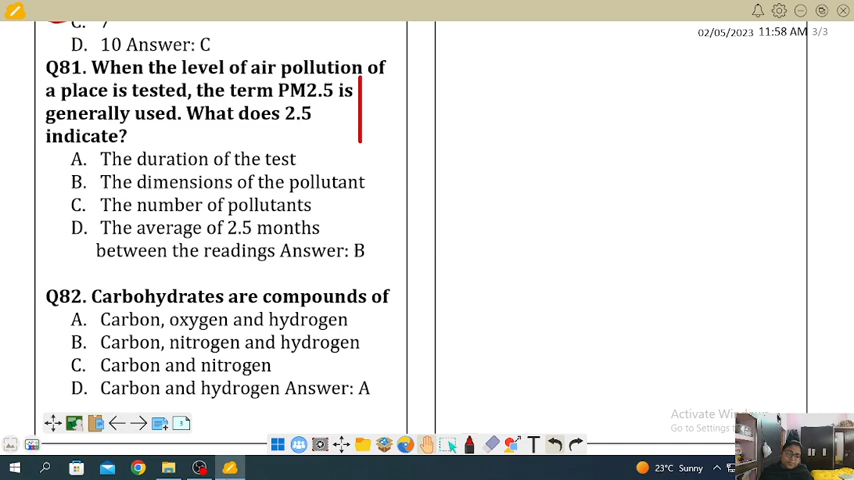 C. 7
D. 10 Answer: C
02/05/2023 11:58 AM 3/3
Q81. When the level of air pollution of
a place is tested, the term PM2.5 is
generally used. What does 2.5
indicate?
A. The duration of the test
B. The dimensions of the pollutant
C. The number of pollutants
D. The average of 2.5 months
between the readings Answer: B
Q82. Carbohydrates are compounds of
A. Carbon, oxygen and hydrogen
B. Carbon, nitrogen and hydrogen
C. Carbon and nitrogen
D. Carbon and hydrogen Answer: A
Activate
Go to Settings
3
T
23°C Sunny